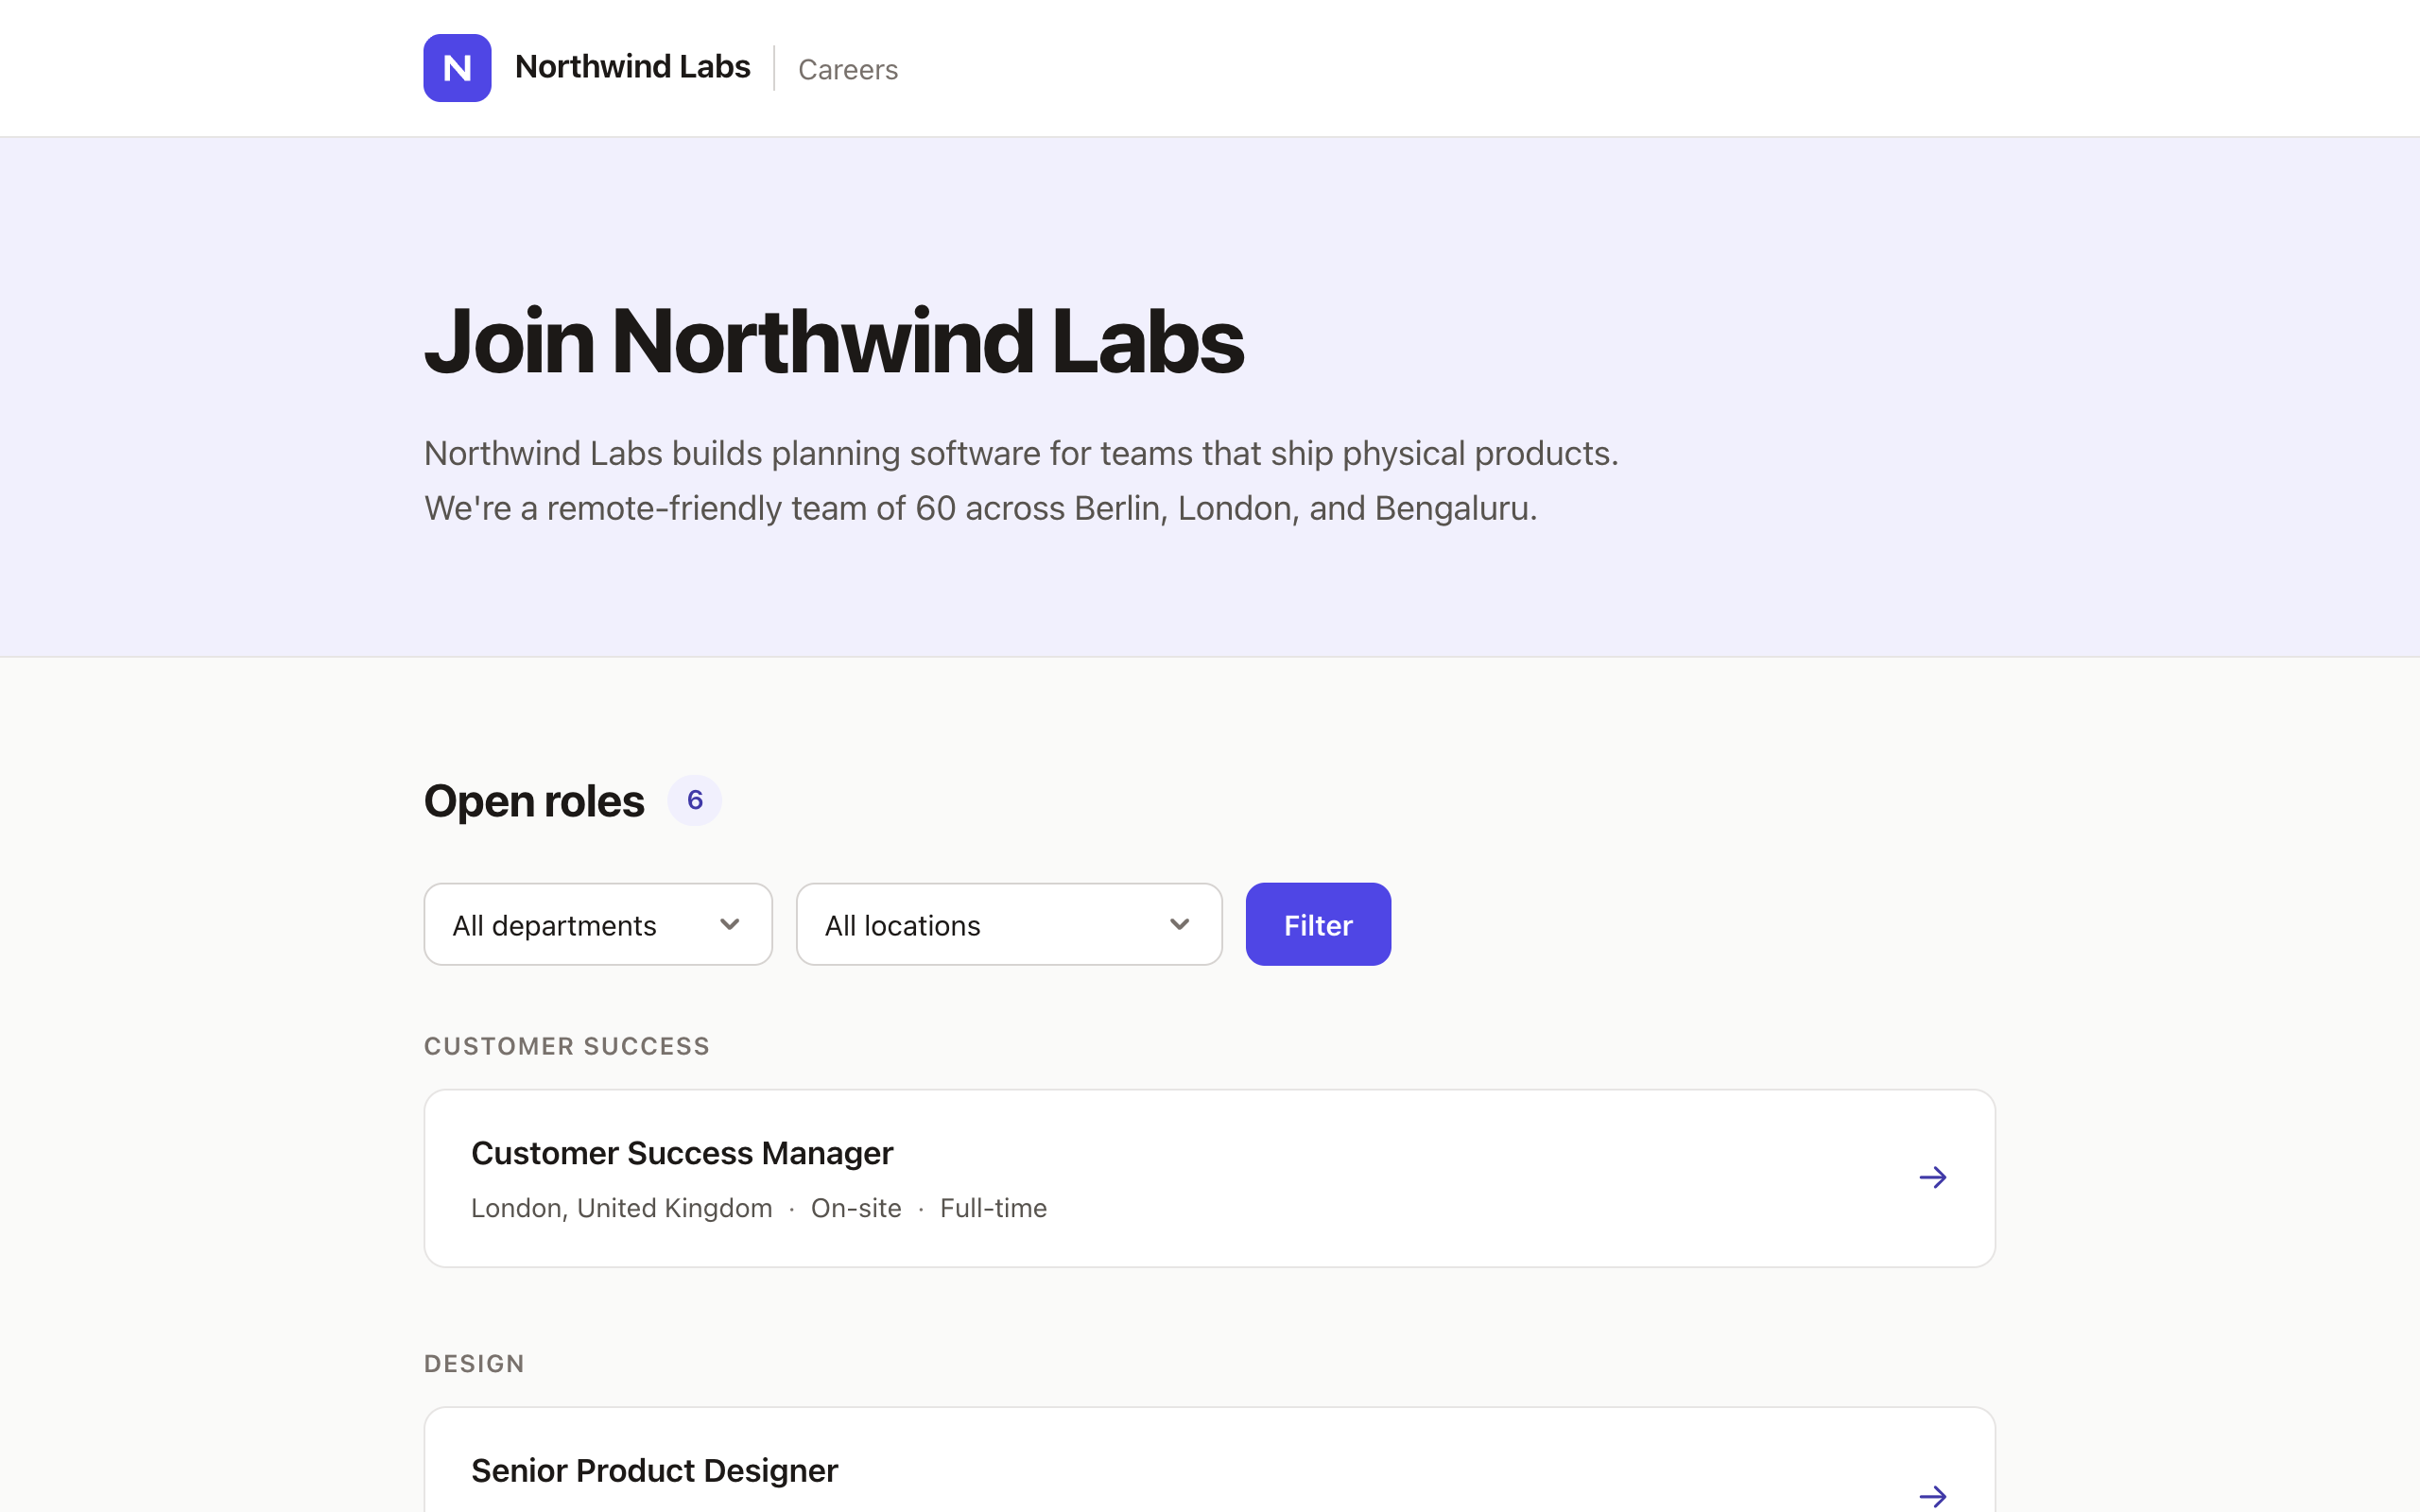 N
Northwind Labs
Careers
Join Northwind Labs
Northwind Labs builds planning software for teams that ship physical products.
We're a remote-friendly team of 60 across Berlin, London, and Bengaluru.
Open roles 6
All departments
All locations
Filter
CUSTOMER SUCCESS
Customer Success Manager
London, United Kingdom · On-site · Full-time
DESIGN
Senior Product Designer